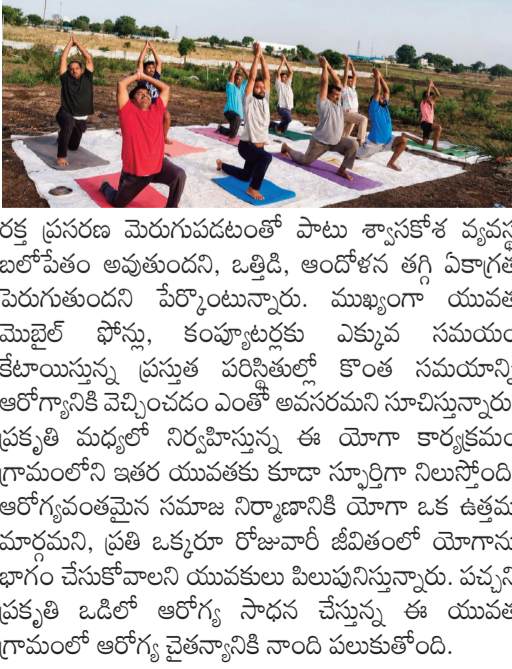 రక్త ప్రసరణ మెరుగుపడటంతో పాటు శ్వాసకోశ వ్యవస్థ
బలోపేతం అవుతుందని, ఒత్తిడి, ఆందోళన తగ్గి ఏకాగ్రత
పెరుగుతుందని పేర్కొంటున్నారు. ముఖ్యంగా యువత
మొబైల్ ఫోన్లు, కంప్యూటర్లకు ఎక్కువ సమయం
కేటాయిస్తున్న ప్రస్తుత పరిస్థితుల్లో కొంత సమయాన్ని
ఆరోగ్యానికి వెచ్చించడం ఎంతో అవసరమని సూచిస్తున్నారు
ప్రకృతి మధ్యలో నిర్వహిస్తున్న ఈ యోగా కార్యక్రమం
గ్రామంలోని ఇతర యువతకు కూడా స్ఫూర్తిగా నిలుస్తోంది
ఆరోగ్యవంతమైన సమాజ నిర్మాణానికి యోగా ఒక ఉత్తమ
మార్గమని, ప్రతి ఒక్కరూ రోజువారీ జీవితంలో యోగాను
భాగం చేసుకోవాలని యువకులు పిలుపునిస్తున్నారు. పచ్చని
ప్రకృతి ఒడిలో ఆరోగ్య సాధన చేస్తున్న ఈ యువత
గ్రామంలో ఆరోగ్య చైతన్యానికి నాంది పలుకుతోంది.